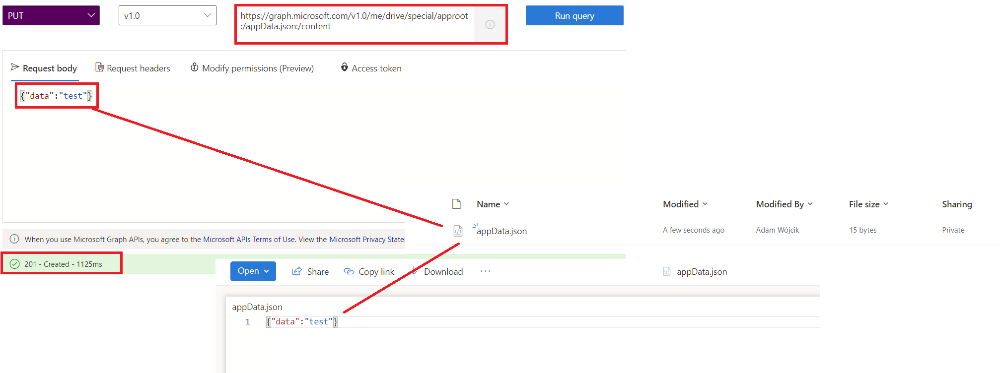 PUT
v1.0
https://graph.microsoft.com/v1.0/me/drive/special/approot
:/appData.json:/content
Run query
Request body
Request headers
Modify permissions (Preview)
Access token
{"data":"test"}
Name
Modified
Modified By
File size
Sharing
appData.json
A few seconds ago
Adam Wójcik
15 bytes
Private
When you use Microsoft Graph APIs, you agree to the Microsoft APIs Terms of Use. View the Microsoft Privacy Stater
201 - Created - 1125ms
Open
Share
Copy link
Download
appData.json
appData.json
1
{"data":"test"}